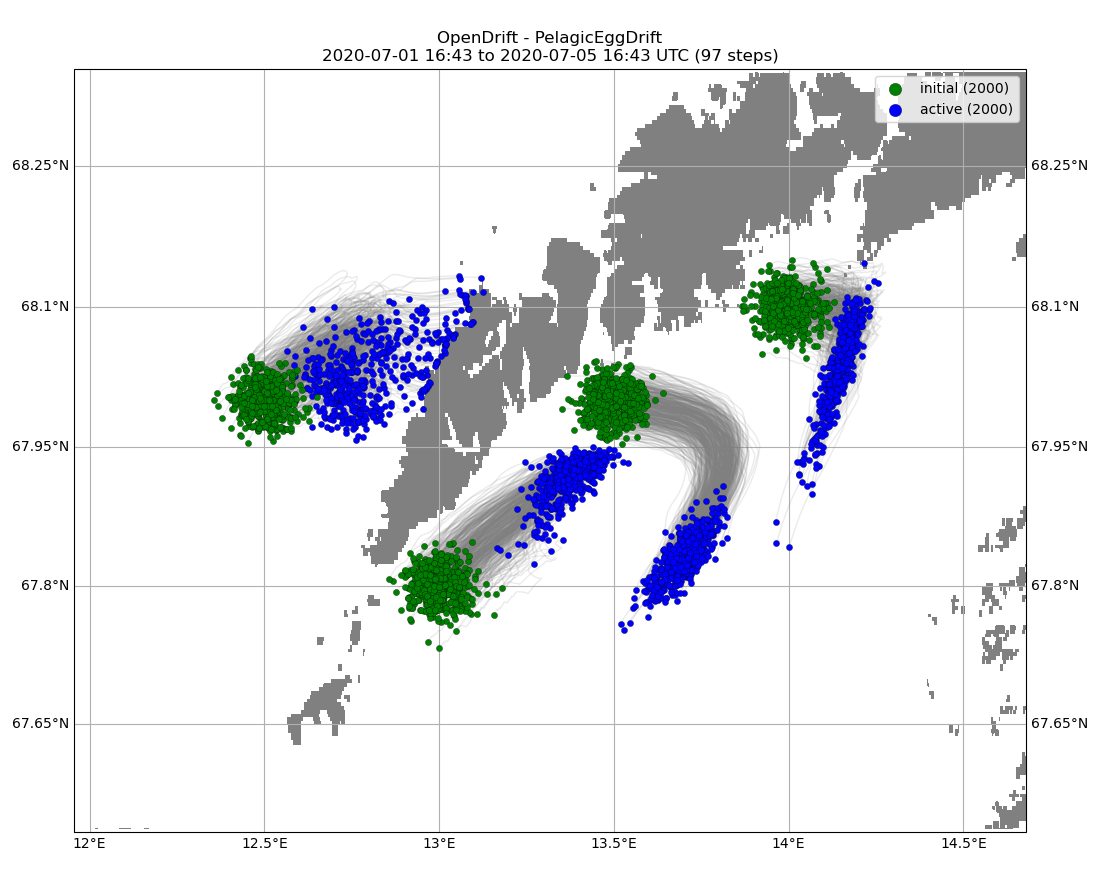 OpenDrift - PelagicEggDrift
2020-07-01 16:43 to 2020-07-05 16:43 UTC (97 steps)
initial (2000)
active (2000)
68.25°N 68.25°N
68.1°N 68.1°N
67.95°N 67.95°N
67.8°N 67.8°N
67.65°N 67.65°N
12°E 12.5°E 13°E 13.5°E 14°E 14.5°E